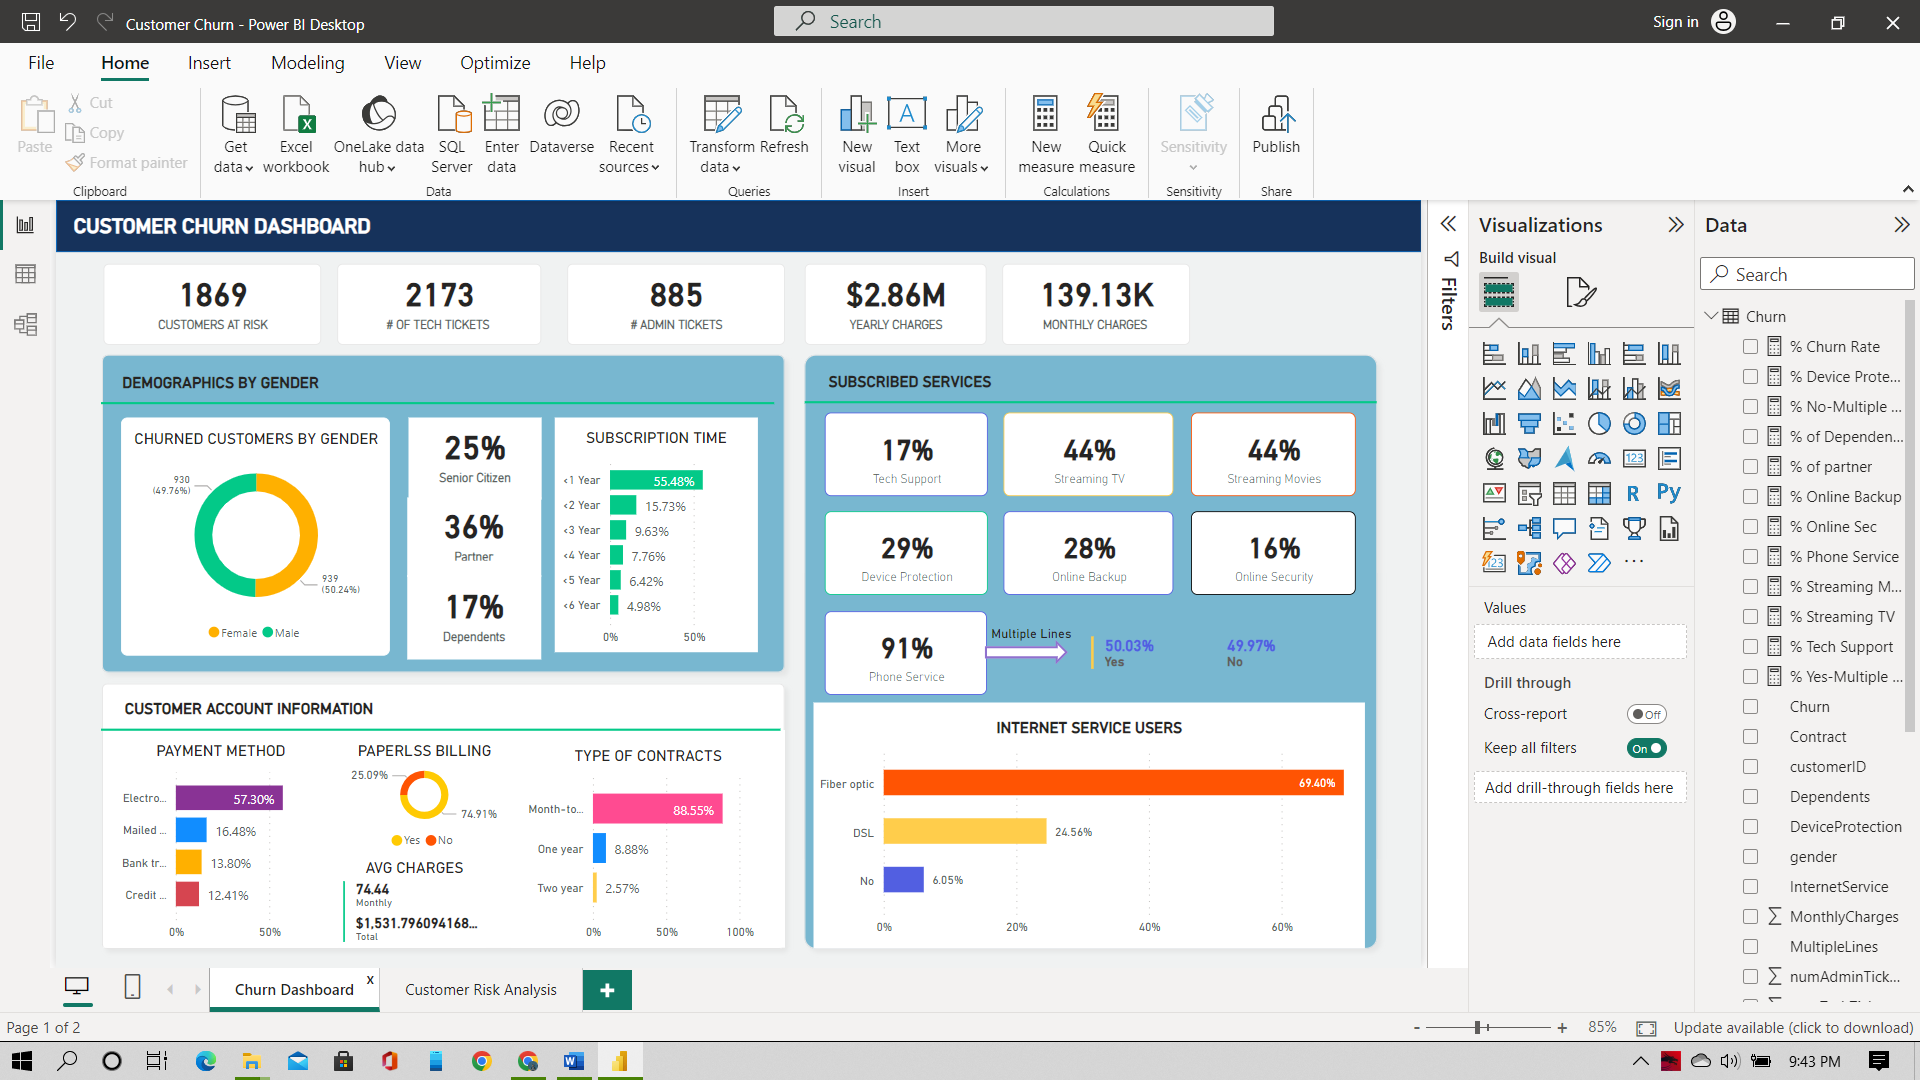 Customer Churn - Power BI Desktop
Search
Sign in
File
Home
Insert
Modeling
View
Optimize
Help
Paste
Cut
Copy
Format painter
Clipboard
Get data
Excel workbook
OneLake data hub
SQL Server
Enter data
Dataverse
Recent sources
Data
Transform data
Refresh
Queries
New visual
Text box
More visuals
Insert
New measure
Quick measure
Calculations
Sensitivity
Sensitivity
Publish
Share
CUSTOMER CHURN DASHBOARD
1869
CUSTOMERS AT RISK
2173
# OF TECH TICKETS
885
# ADMIN TICKETS
$2.86M
YEARLY CHARGES
139.13K
MONTHLY CHARGES
DEMOGRAPHICS BY GENDER
CHURNED CUSTOMERS BY GENDER
930
(49.76%)
939
(50.24%)
Female
Male
25%
Senior Citizen
36%
Partner
17%
Dependents
SUBSCRIPTION TIME
<1 Year
55.48%
<2 Year
15.73%
<3 Year
9.63%
<4 Year
7.76%
<5 Year
6.42%
<6 Year
4.98%
0%
50%
SUBSCRIBED SERVICES
17%
Tech Support
44%
Streaming TV
44%
Streaming Movies
29%
Device Protection
28%
Online Backup
16%
Online Security
91%
Phone Service
Multiple Lines
50.03%
Yes
49.97%
No
CUSTOMER ACCOUNT INFORMATION
PAYMENT METHOD
Electro...
57.30%
Mailed ...
16.48%
Bank tr...
13.80%
Credit ...
12.41%
0%
50%
PAPERLSS BILLING
25.09%
74.91%
Yes
No
AVG CHARGES
74.44
Monthly
$1,531.796094168...
Total
TYPE OF CONTRACTS
Month-to...
88.55%
One year
8.88%
Two year
2.57%
0%
50%
100%
INTERNET SERVICE USERS
Fiber optic
69.40%
DSL
24.56%
No
6.05%
0%
20%
40%
60%
Filters
Visualizations
Build visual
123
R
Py
123
...
Values
Add data fields here
Drill through
Cross-report
Off
Keep all filters
On
Add drill-through fields here
Data
Search
Churn
% Churn Rate
% Device Prote...
% No-Multiple ...
% of Dependen...
% of partner
% Online Backup
% Online Sec
% Phone Service
% Streaming M...
% Streaming TV
% Tech Support
% Yes-Multiple ...
Churn
Contract
customerID
Dependents
DeviceProtection
gender
InternetService
MonthlyCharges
MultipleLines
numAdminTick...
Churn Dashboard
x
Customer Risk Analysis
+
Page 1 of 2
- + 85%
Update available (click to download)
9:43 PM